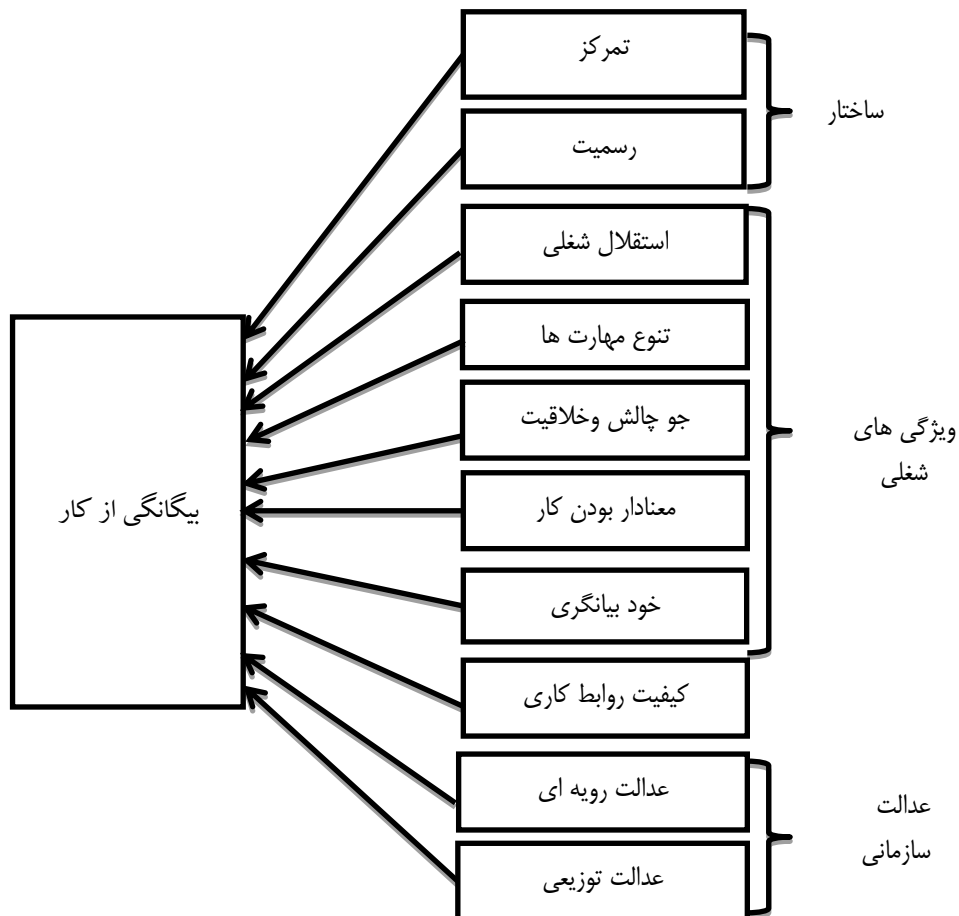 تمرکز
رسمیت
ساختار
استقلال شغلی
تنوع مهارت ها
جو چالش وخلاقیت
معنادار بودن کار
خود بیانگری
ویژگی های
شغلی
کیفیت روابط کاری
عدالت رویه ای
عدالت توزیعی
عدالت
سازمانی
بیگانگی از کار